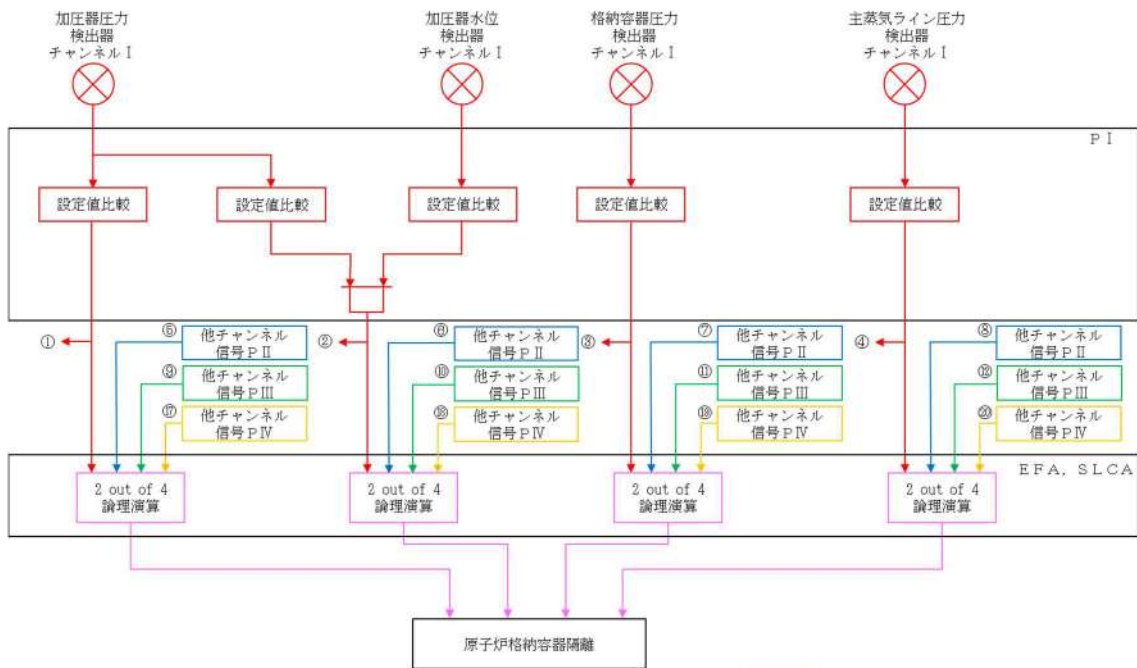 加圧器圧力
検出器
チャンネルⅠ
加圧器水位
検出器
チャンネルⅠ
格納容器圧力
検出器
チャンネルⅠ
主蒸気ライン圧力
検出器
チャンネルⅠ
ＰⅠ
設定値比較
設定値比較
設定値比較
設定値比較
設定値比較
①
⑤
他チャンネル
信号ＰⅡ
⑨
他チャンネル
信号ＰⅢ
⑰
他チャンネル
信号ＰⅣ
②
⑥
他チャンネル
信号ＰⅡ
⑩
他チャンネル
信号ＰⅢ
⑱
他チャンネル
信号ＰⅣ
③
⑦
他チャンネル
信号ＰⅡ
⑪
他チャンネル
信号ＰⅢ
⑲
他チャンネル
信号ＰⅣ
④
⑧
他チャンネル
信号ＰⅡ
⑫
他チャンネル
信号ＰⅢ
⑳
他チャンネル
信号ＰⅣ
ＥＦＡ, ＳＬＣＡ
2 out of 4
論理演算
2 out of 4
論理演算
2 out of 4
論理演算
2 out of 4
論理演算
原子炉格納容器隔離